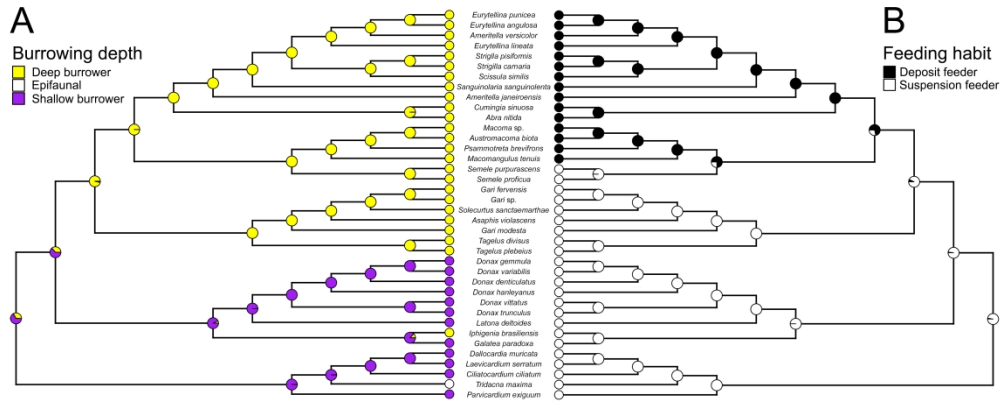 A
B
Burrowing depth
Deep burrower
Epifaunal
Shallow burrower
Feeding habit
Deposit feeder
Suspension feeder
Eurytellina punicea
Eurytellina angulosa
Ameritella versicolor
Eurytellina lineata
Strigila pisiformis
Strigilla carnaria
Scissula similis
Sanguinolaria sanguinolenta
Ameritella janeiroensis
Cumingia sinuosa
Abra nitida
Macoma sp.
Austromacoma biota
Psammotreta brevifrons
Macomangulus tenuis
Semele purpurascens
Semele proficua
Gari fervensis
Gari sp.
Solecurtus sanctaemarthae
Asaphis violascens
Gari modesta
Tagelus divisus
Tagelus plebeius
Donax gemmula
Donax variabilis
Donax denticulatus
Donax hanleyanus
Donax vittatus
Donax trunculus
Latona deltoides
Iphigenia brasiliensis
Galatea paradoxa
Dallocardia muricata
Laevicardium serratum
Ciliatocardium ciliatum
Tridacna maxima
Parvicardium exiguum